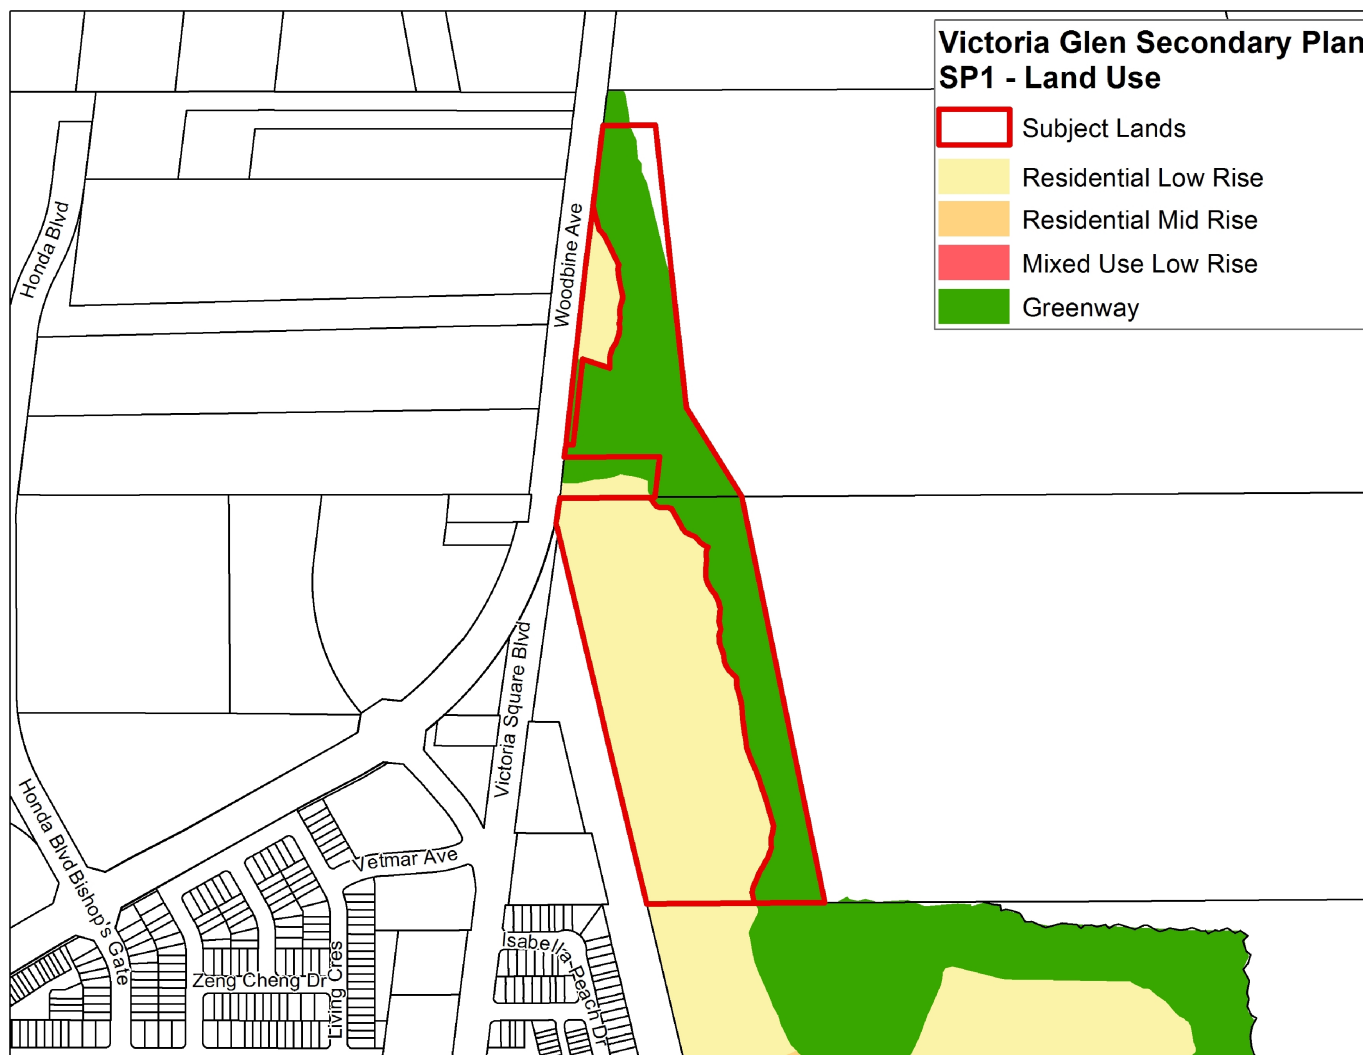 Victoria Glen Secondary Plan
SP1 - Land Use
Subject Lands
Residential Low Rise
Residential Mid Rise
Mixed Use Low Rise
Greenway
Honda Blvd
Woodbine Ave
Victoria Square Blvd
Honda Blvd
Bishop's Gate
Vetmar Ave
Zeng Cheng Dr
Living Cres
Isabella Peach Dr